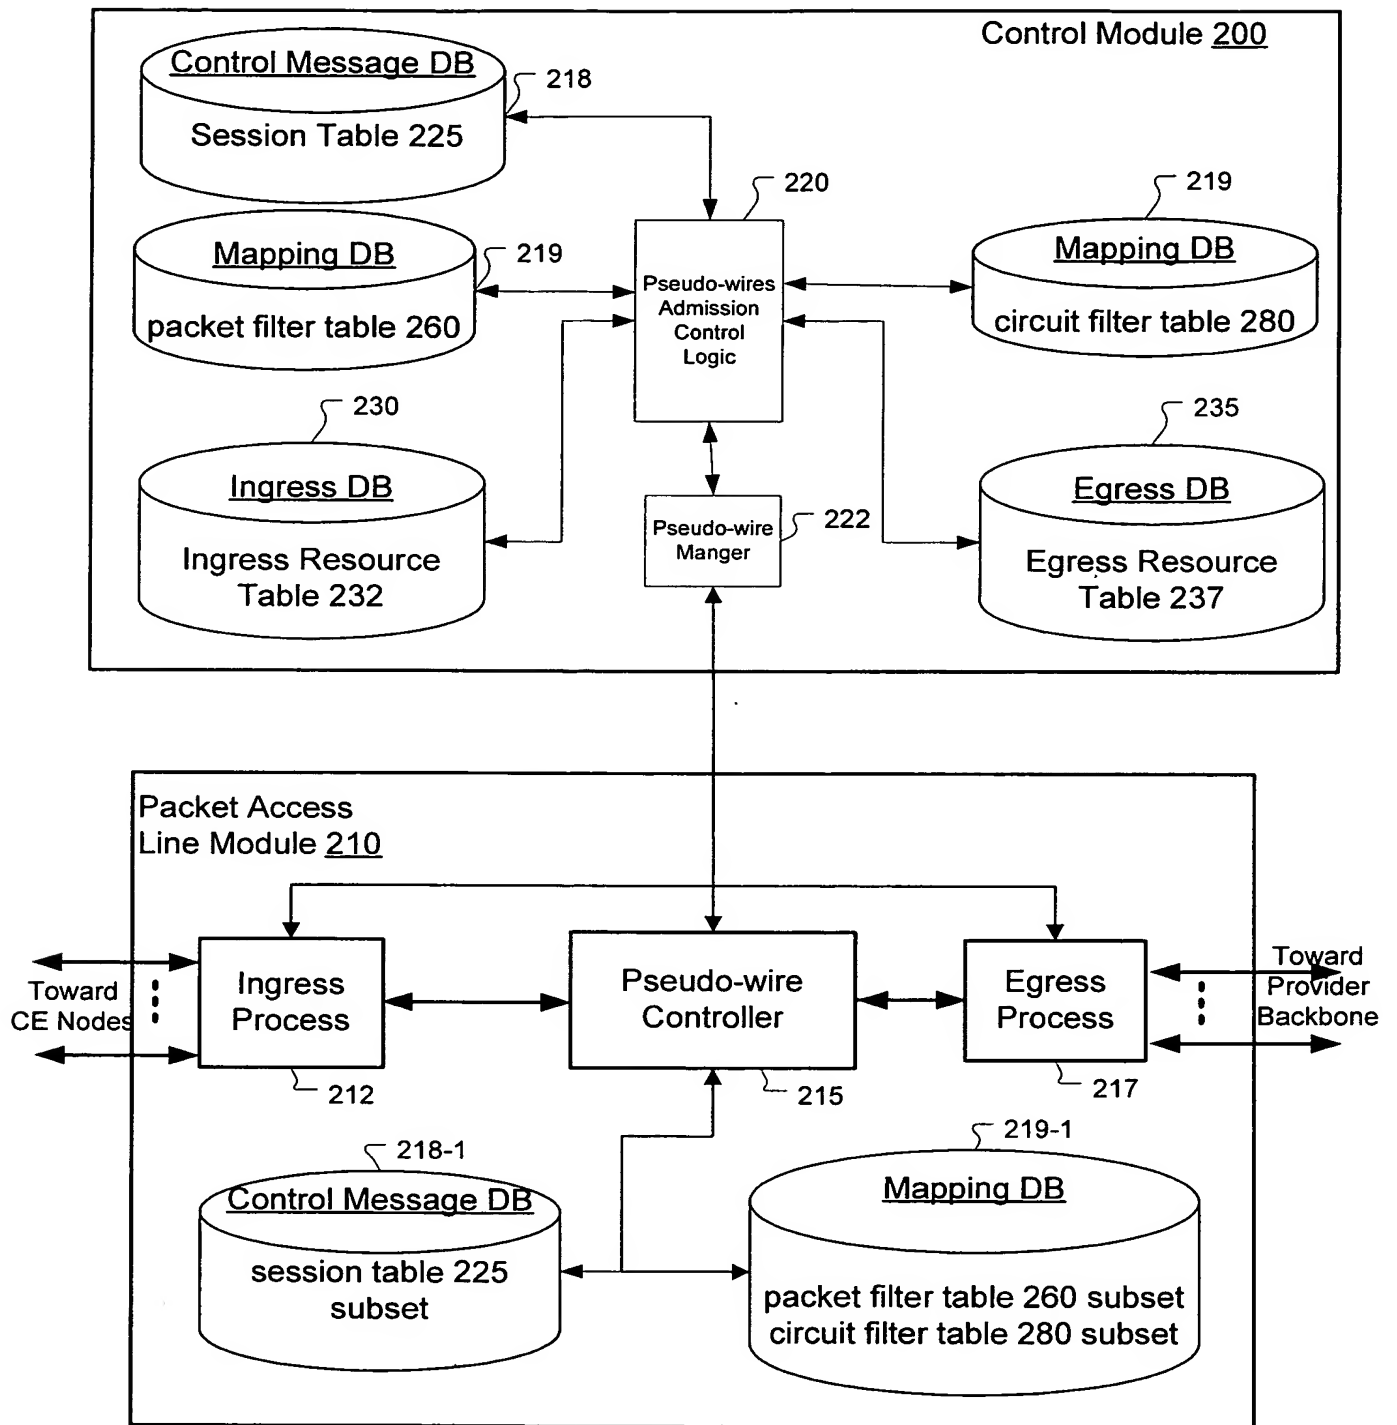 Control Module 200
Control Message DB
218
Session Table 225
220
219
Mapping DB
219
packet filter table 260
Pseudo-wires
Admission
Control
Logic
Mapping DB
circuit filter table 280
230
235
Ingress DB
Ingress Resource
Table 232
Pseudo-wire
Manger
222
Egress DB
Egress Resource
Table 237
Packet Access
Line Module 210
Toward
CE Nodes
Ingress
Process
Pseudo-wire
Controller
Egress
Process
Toward
Provider
Backbone
212
215
217
218-1
219-1
Control Message DB
session table 225
subset
Mapping DB
packet filter table 260 subset
circuit filter table 280 subset